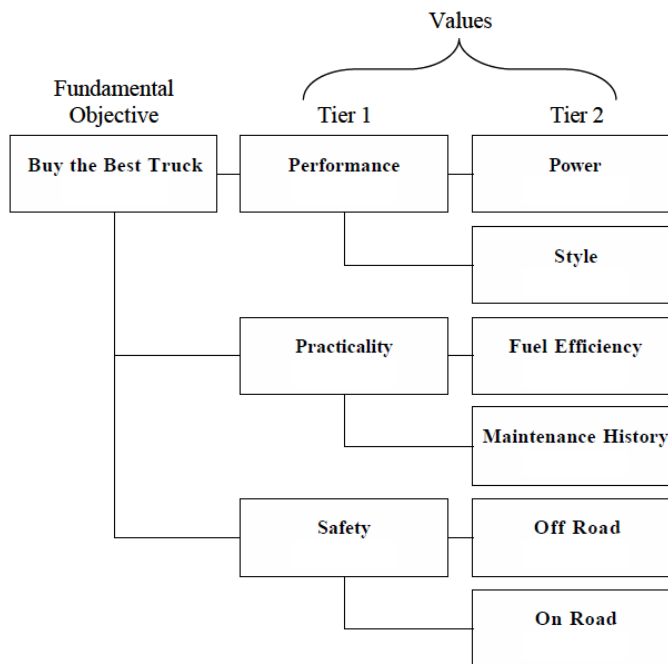 Values
Fundamental
Objective
Tier 1
Tier 2
Buy the Best Truck
Performance
Power
Style
Practicality
Fuel Efficiency
Maintenance History
Safety
Off Road
On Road